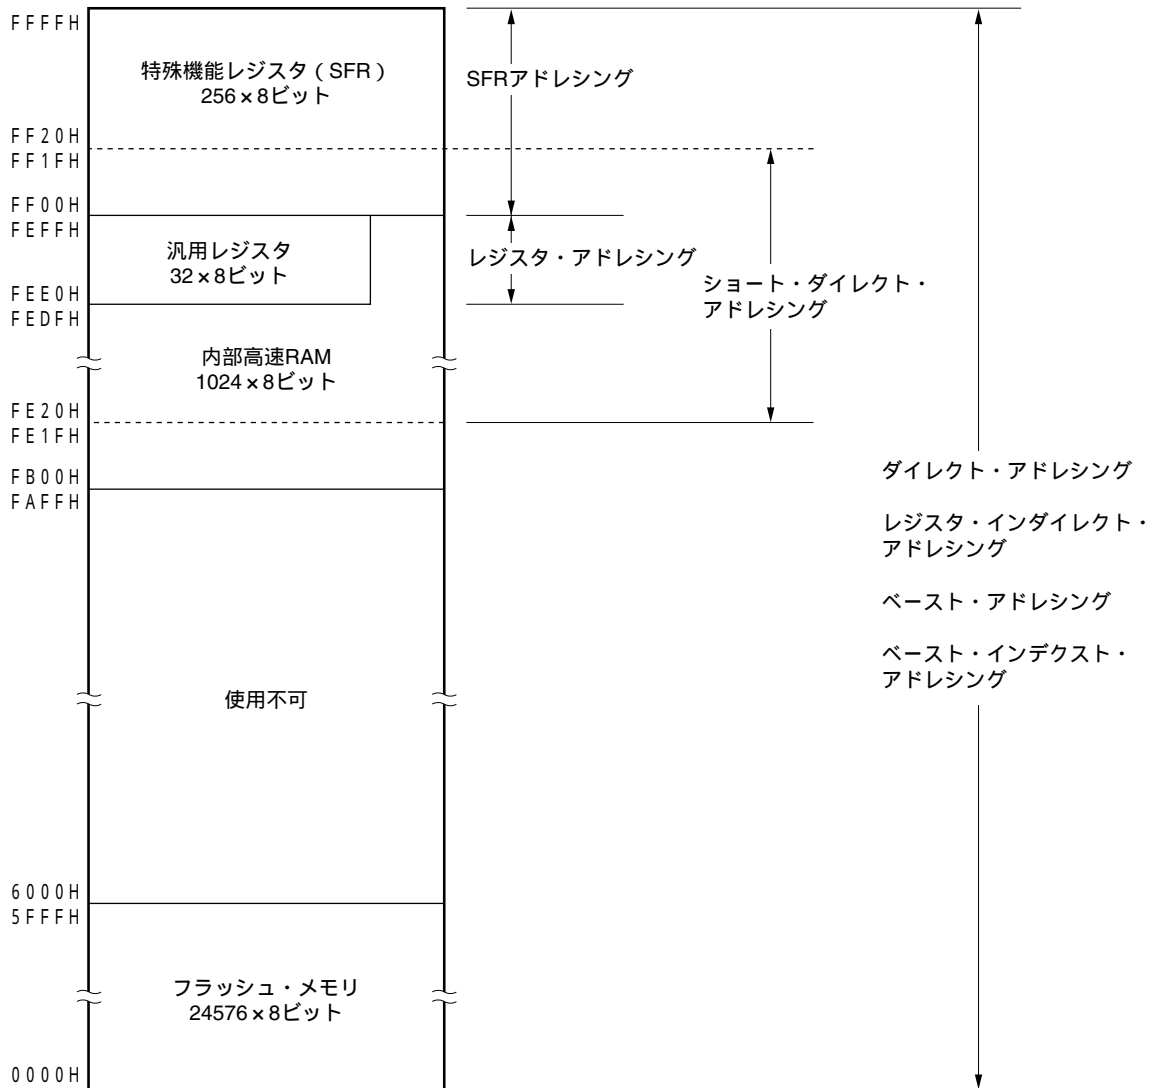 FFFFH
特殊機能レジスタ（SFR）
256×8ビット
SFRアドレシング
FF20H
FF1FH
FF00H
FEFFH
汎用レジスタ
32×8ビット
レジスタ・アドレシング
ショート・ダイレクト・
アドレシング
FEE0H
FEDFH
内部高速RAM
1024×8ビット
FE20H
FE1FH
FB00H
FAFFH
ダイレクト・アドレシング
レジスタ・インダイレクト・
アドレシング
ベースト・アドレシング
ベースト・インデクスト・
アドレシング
使用不可
6000H
5FFFH
フラッシュ・メモリ
24576×8ビット
0000H